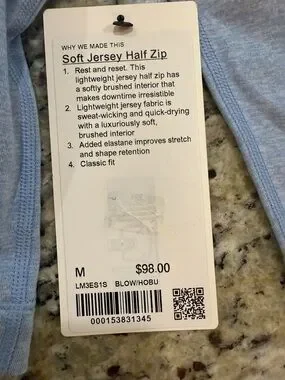 WHY WE MADE THIS
Soft Jersey Half Zip
1. Rest and reset. This
lightweight jersey half zip has
a softly brushed interior that
makes downtime irresistible
2. Lightweight jersey fabric is
sweat-wicking and quick-drying
with a luxuriously soft,
brushed interior
3. Added elastane improves stretch
and shape retention
4. Classic fit
M $98.00
LM3ES1S BLOW/HOBU
000153831345